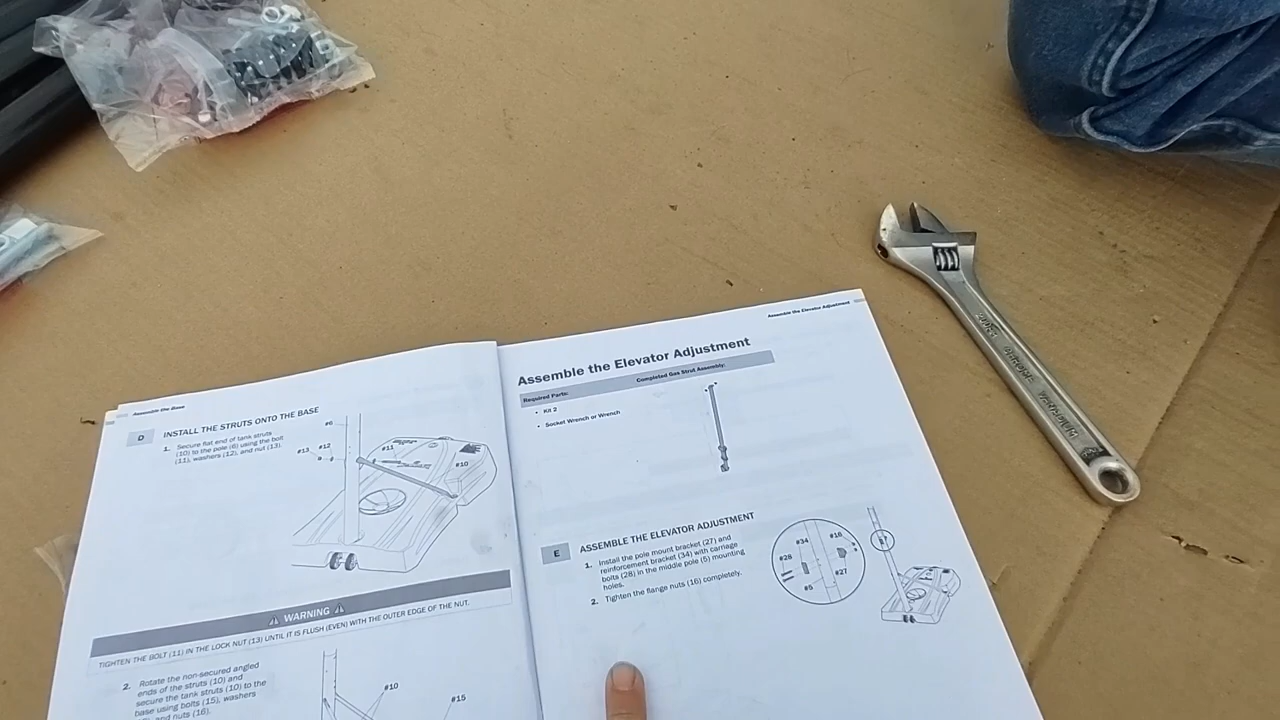 Assemble the Base
D
INSTALL THE STRUTS ONTO THE BASE
1. Secure flat end of tank struts
(10) to the pole (6) using the bolt
(11), washers (12), and nut (13).
#6
#12
#13
#11
#10
WARNING
TIGHTEN THE BOLT (11) IN THE LOCK NUT (13) UNTIL IT IS FLUSH (EVEN) WITH THE OUTER EDGE OF THE NUT.
2. Rotate the non-secured angled
ends of the struts (10) and
secure the tank struts (10) to the
base using bolts (15), washers
and nuts (16).
#10
#15
Assemble the Elevator Adjustment
Assemble the Elevator Adjustment
Required Parts:
Completed Gas Strut Assembly:
• Kit 2
• Socket Wrench or Wrench
E
ASSEMBLE THE ELEVATOR ADJUSTMENT
1. Install the pole mount bracket (27) and
reinforcement bracket (34) with carriage
bolts (28) in the middle pole (5) mounting
holes.
2. Tighten the flange nuts (16) completely.
#34
#16
#28
#27
#5